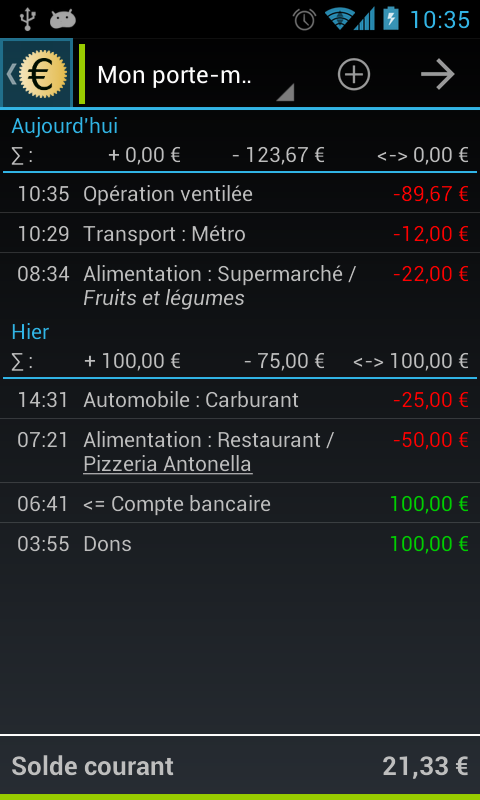 10:35
€ Mon porte-m..
Aujourd'hui
Σ : + 0,00 € - 123,67 € <-> 0,00 €
10:35 Opération ventilée -89,67 €
10:29 Transport : Métro -12,00 €
08:34 Alimentation : Supermarché / -22,00 €
Fruits et légumes
Hier
Σ : + 100,00 € - 75,00 € <-> 100,00 €
14:31 Automobile : Carburant -25,00 €
07:21 Alimentation : Restaurant / -50,00 €
Pizzeria Antonella
06:41 <= Compte bancaire 100,00 €
03:55 Dons 100,00 €
Solde courant 21,33 €